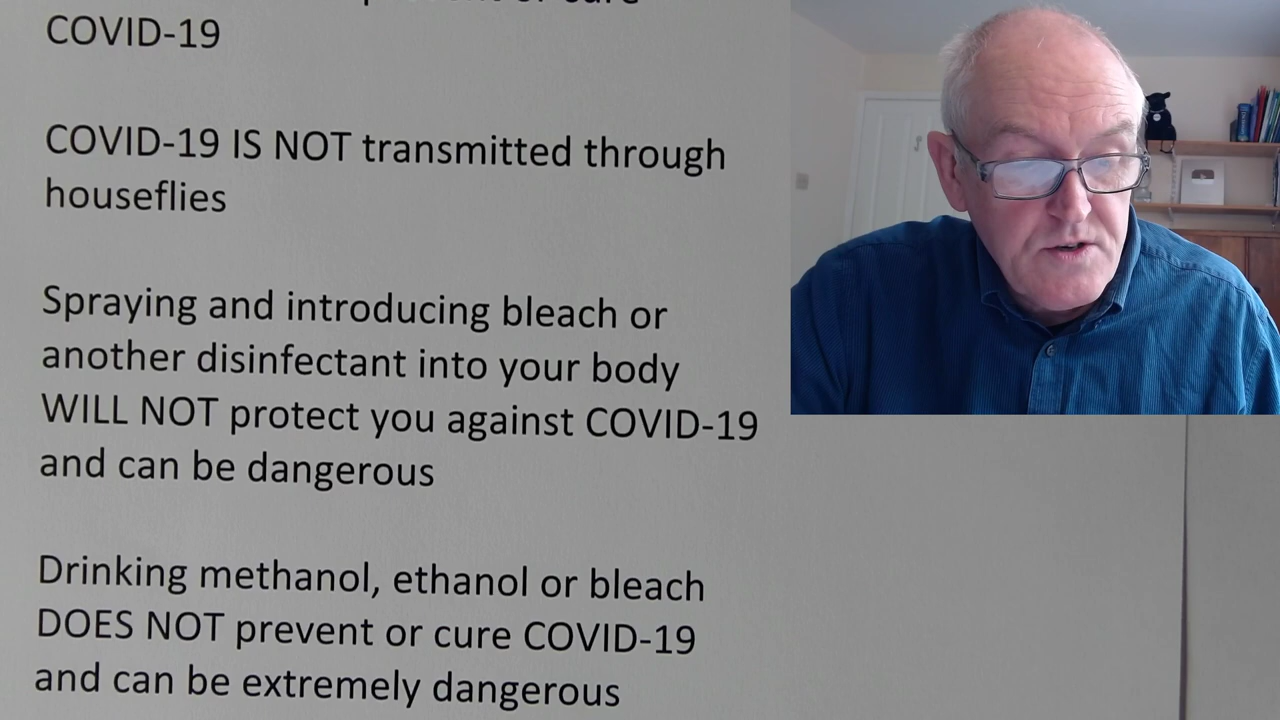 or cure
COVID-19
COVID-19 IS NOT transmitted through
houseflies
Spraying and introducing bleach or
another disinfectant into your body
WILL NOT protect you against COVID-19
and can be dangerous
Drinking methanol, ethanol or bleach
DOES NOT prevent or cure COVID-19
and can be extremely dangerous